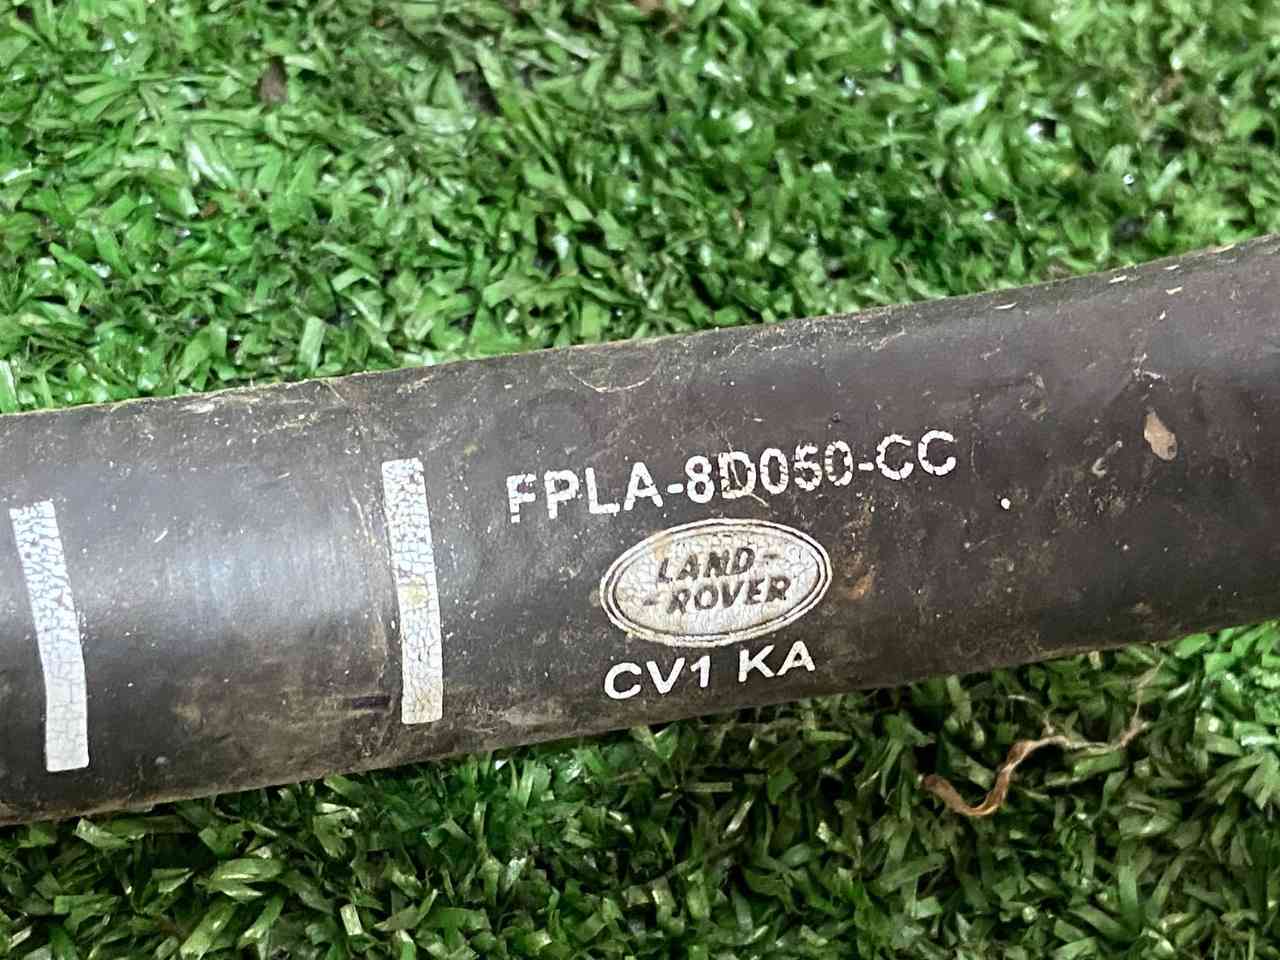 FPLA-8D050-CC
LAND-
-ROVER
CV1 KA